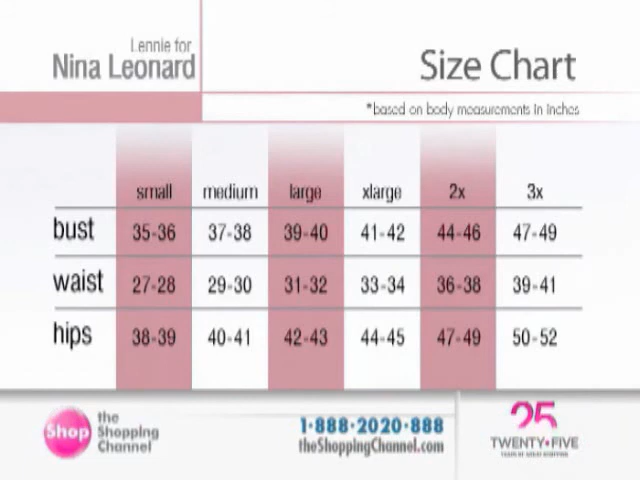 Lennie for
Nina Leonard
Size Chart
*based on body measurements in inches
small medium large xlarge 2x 3x
bust 35-36 37-38 39-40 41-42 44-46 47-49
waist 27-28 29-30 31-32 33-34 36-38 39-41
hips 38-39 40-41 42-43 44-45 47-49 50-52
Shop
the
Shopping
Channel
1·888·2020·888
theShoppingChannel.com
25
TWENTY•FIVE